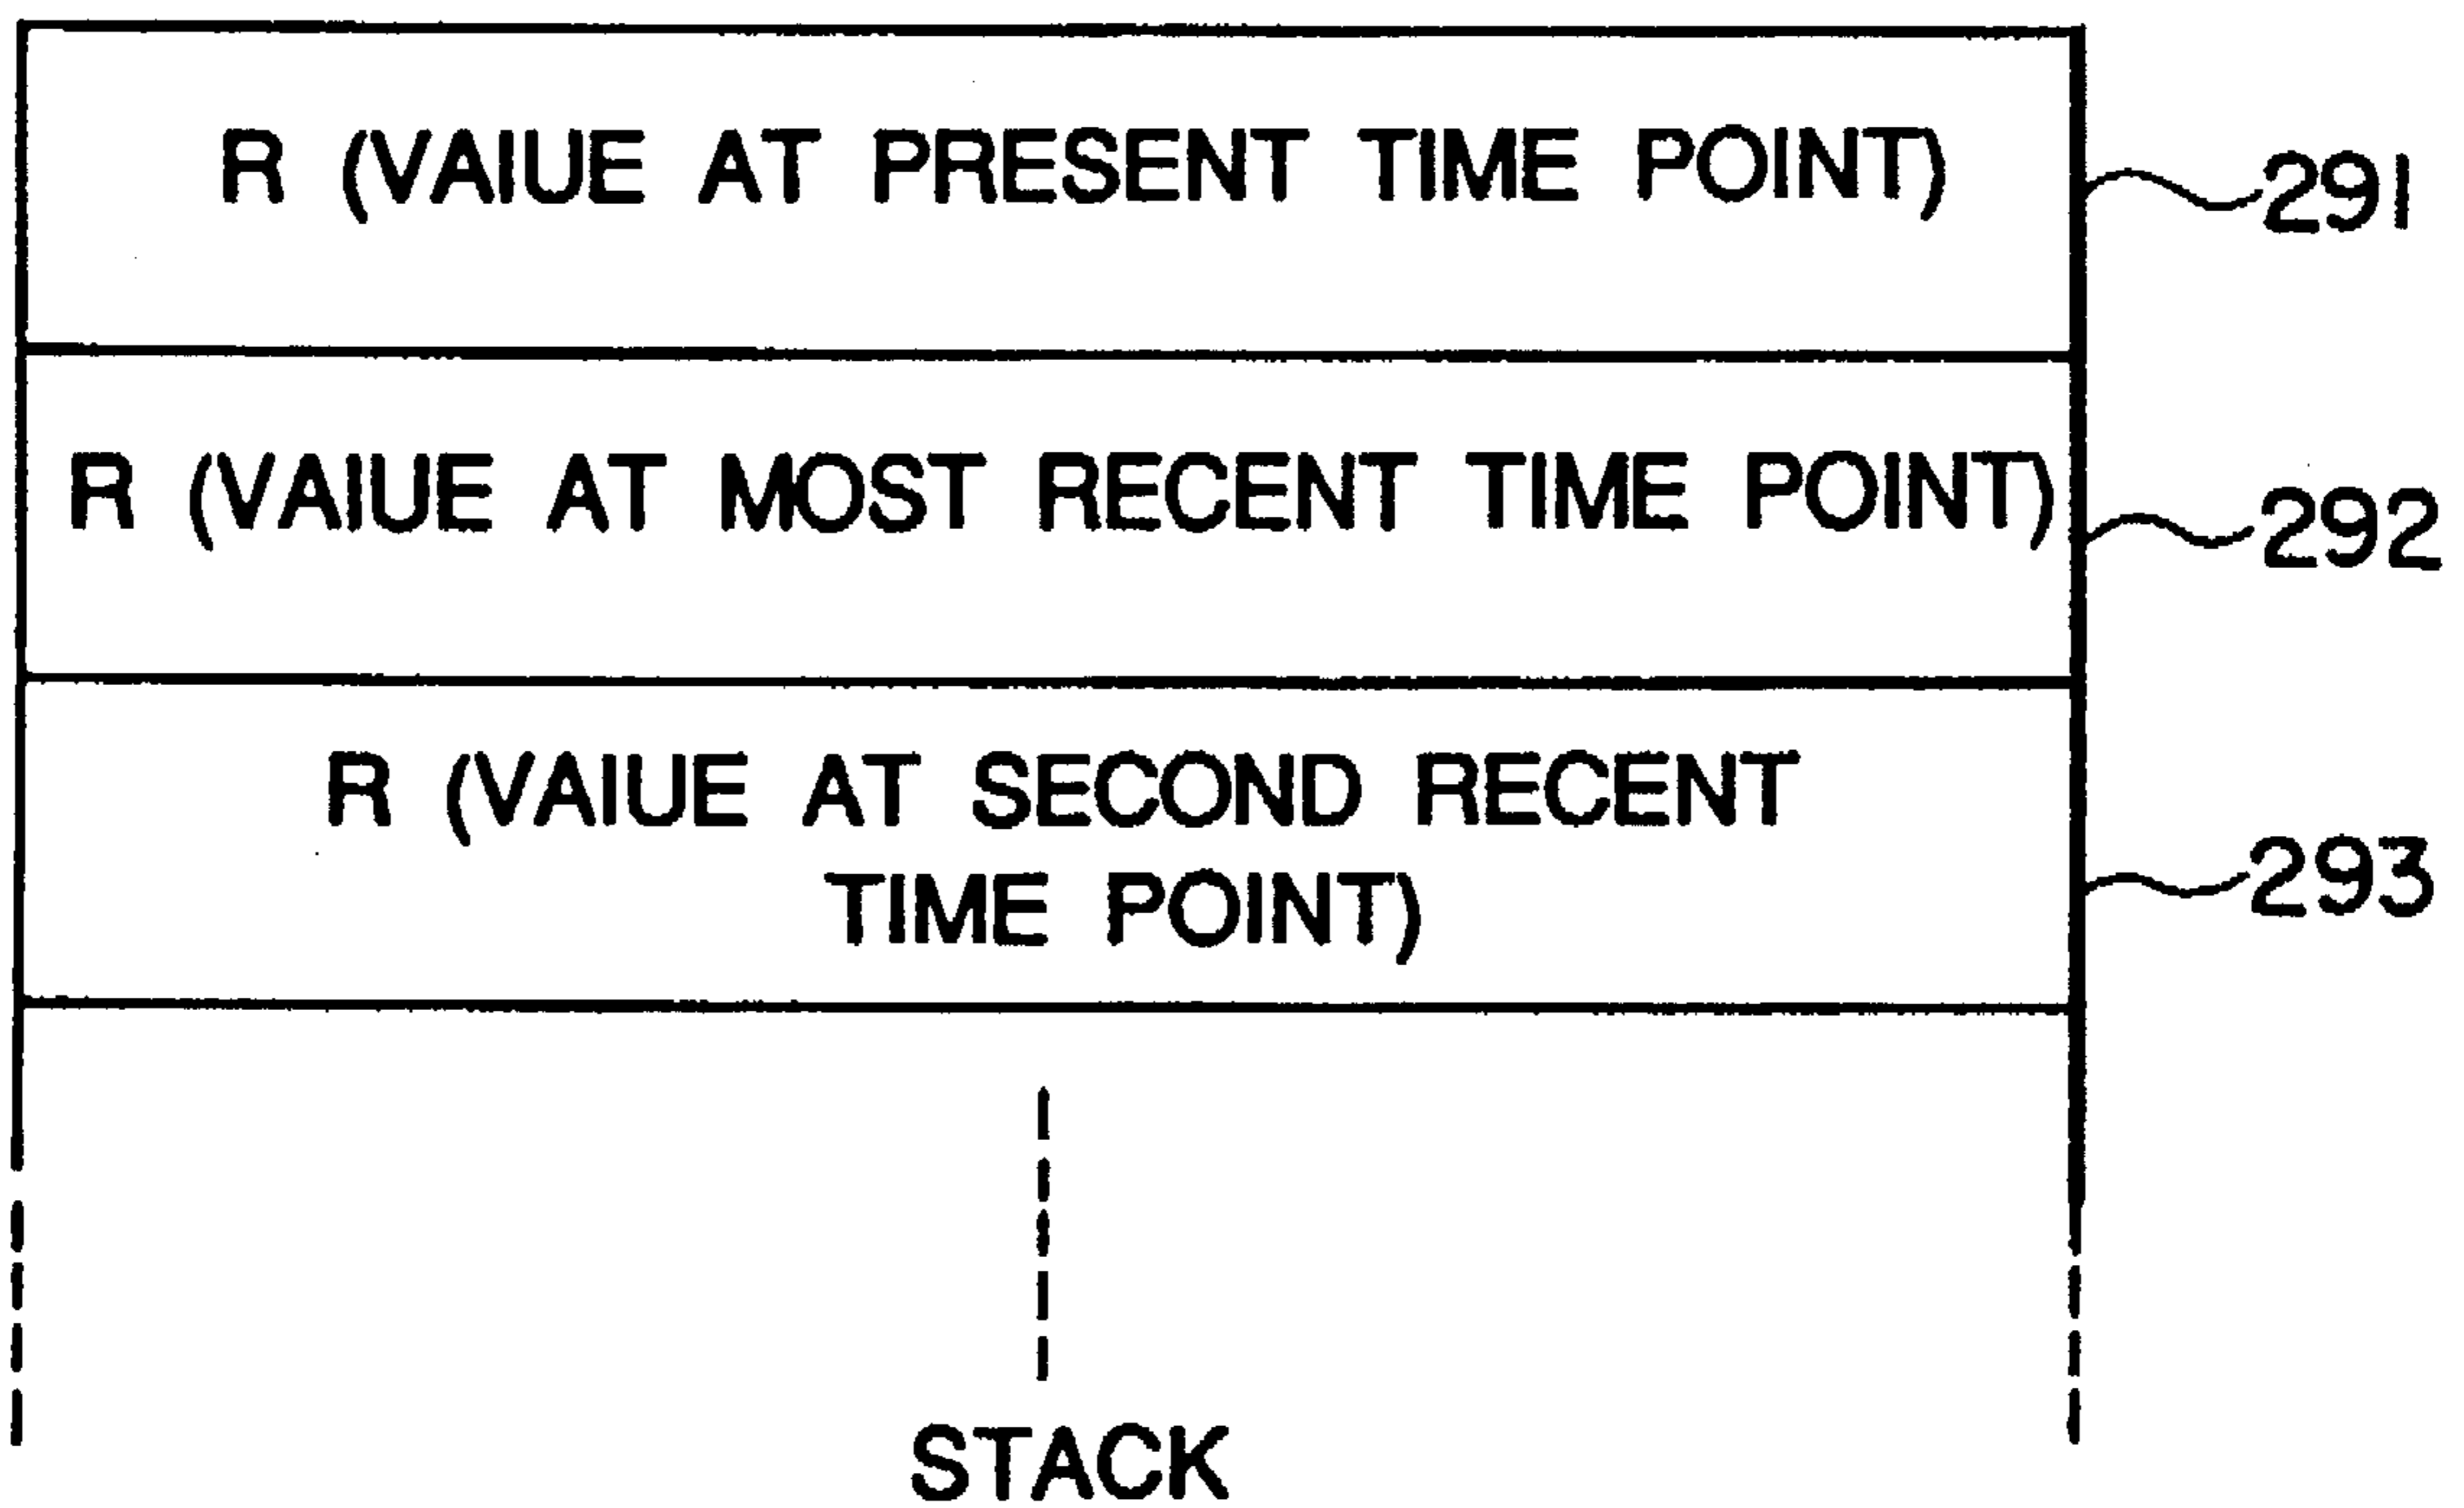 R (VAIUE AT PRESENT TIME POINT)
291
R (VAIUE AT MOST RECENT TIME POINT)
292
R (VAIUE AT SECOND RECENT
TIME POINT)
293
STACK